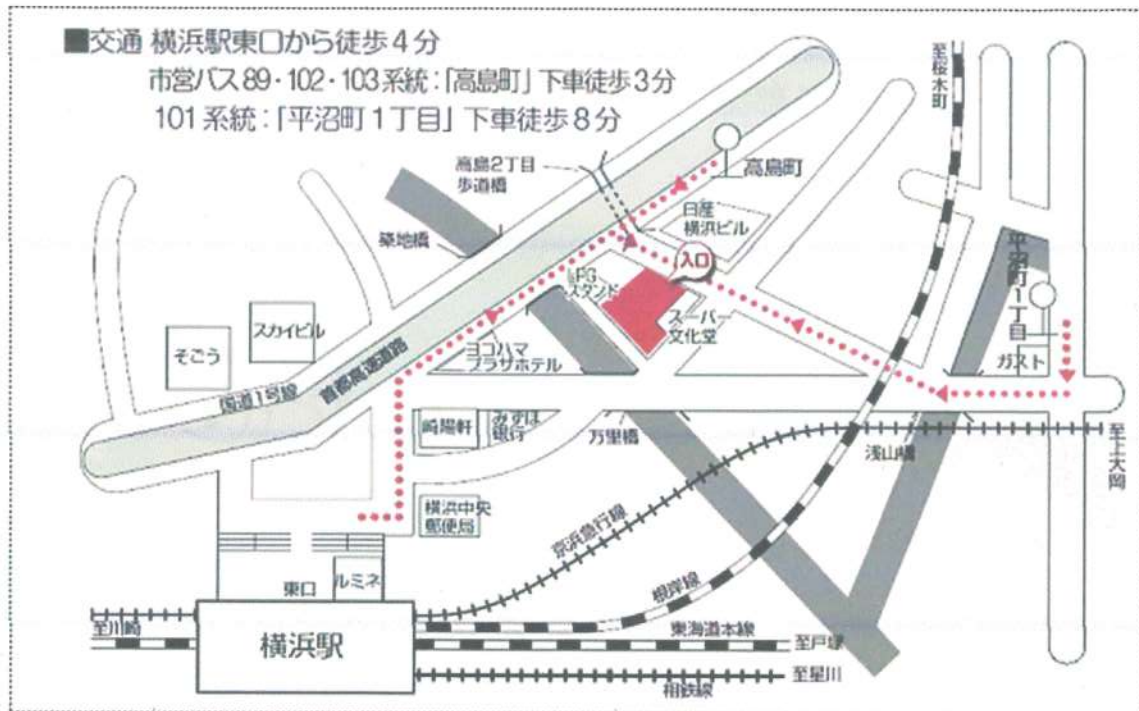 ■交通 横浜駅東口から徒歩4分
市営バス89・102・103系統:「高島町」下車徒歩3分
101系統:「平沼町1丁目」下車徒歩8分
至桜木町
高島2丁目
歩道橋
高島町
築地橋
日産
横浜ビル
入口
平沼町1丁目
スタンド
スーパー
文化堂
スカイビル
そごう
ヨコハマ
プラザホテル
ガスト
首都高速道路
国道1号線
崎陽軒
みずほ
銀行
万里橋
浅山橋
至上大岡
横浜中央
郵便局
京浜急行線
東口
ルミネ
根岸線
至川崎
横浜駅
東海道本線
至戸塚
相鉄線
至星川